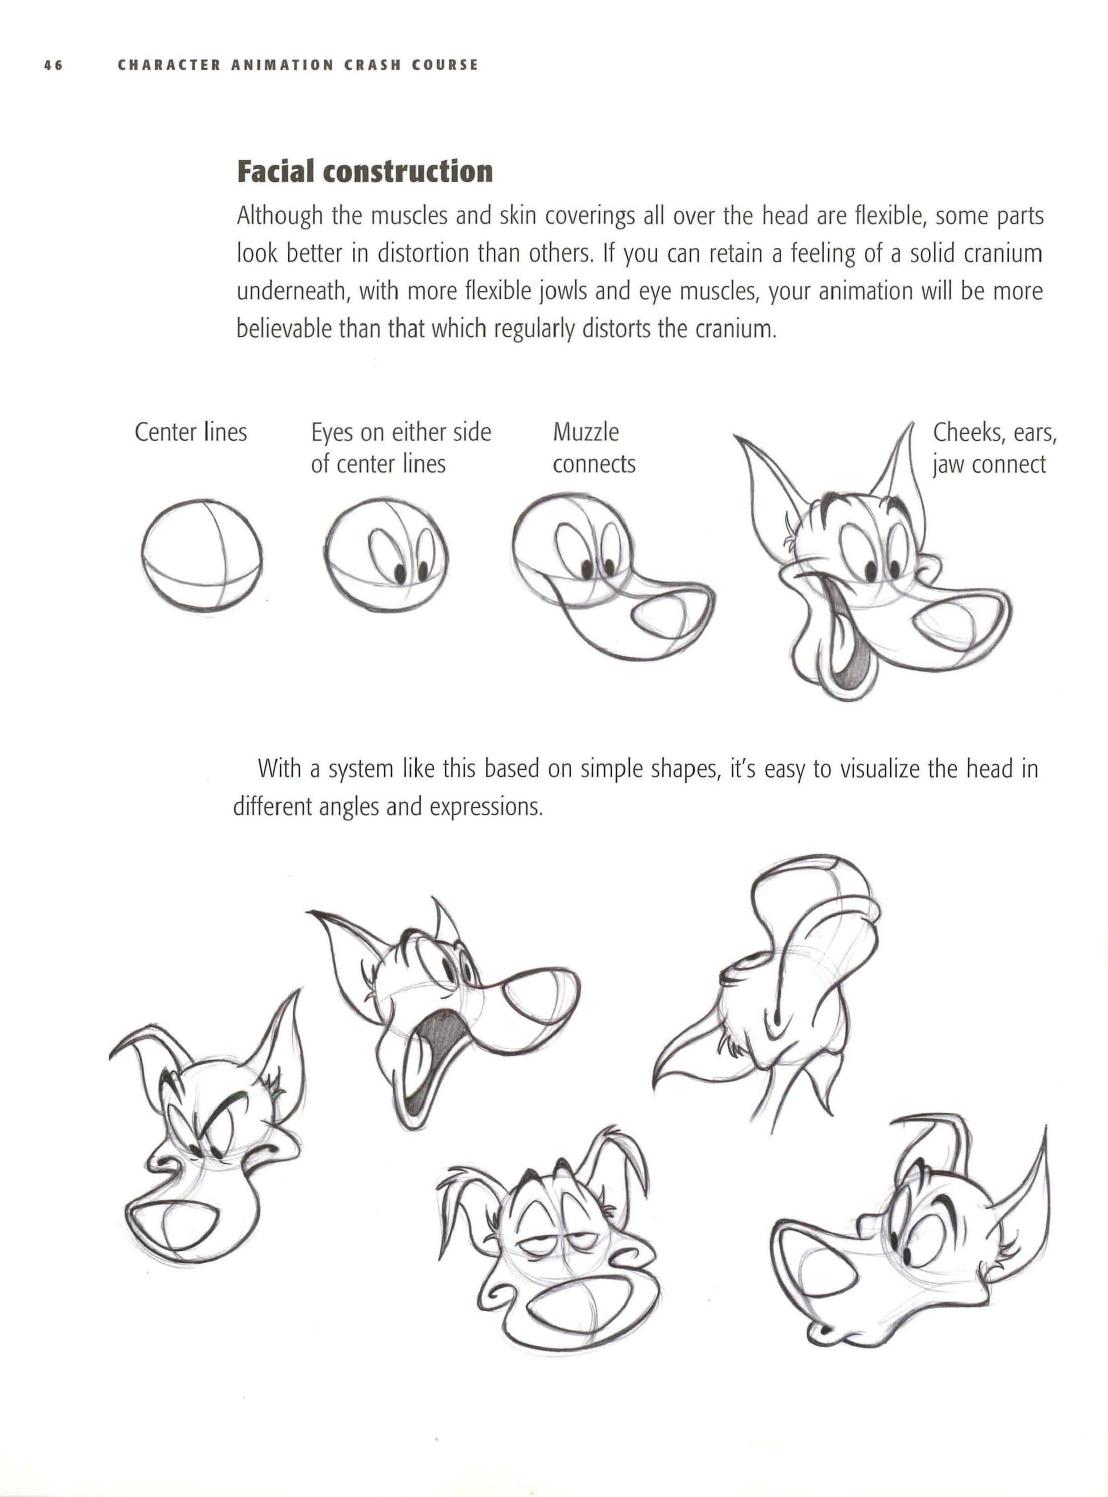 46 CHARACTER ANIMATION CRASH COURSE
Facial construction
Although the muscles and skin coverings all over the head are flexible, some parts
look better in distortion than others. If you can retain a feeling of a solid cranium
underneath, with more flexible jowls and eye muscles, your animation will be more
believable than that which regularly distorts the cranium.
Center lines
Eyes on either side
of center lines
Muzzle
connects
Cheeks, ears,
jaw connect
With a system like this based on simple shapes, it's easy to visualize the head in
different angles and expressions.